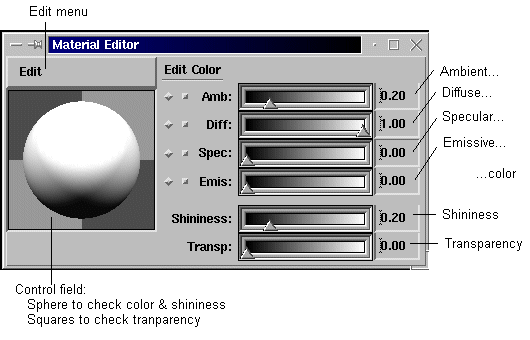 Edit menu
Material Editor
Edit
Edit Color
Amb: 0.20
Diff: 1.00
Spec: 0.00
Emis: 0.00
Shininess: 0.20
Transp: 0.00
Ambient...
Diffuse...
Specular...
Emissive...
...color
Shininess
Transparency
Control field:
Sphere to check color & shininess
Squares to check tranparency